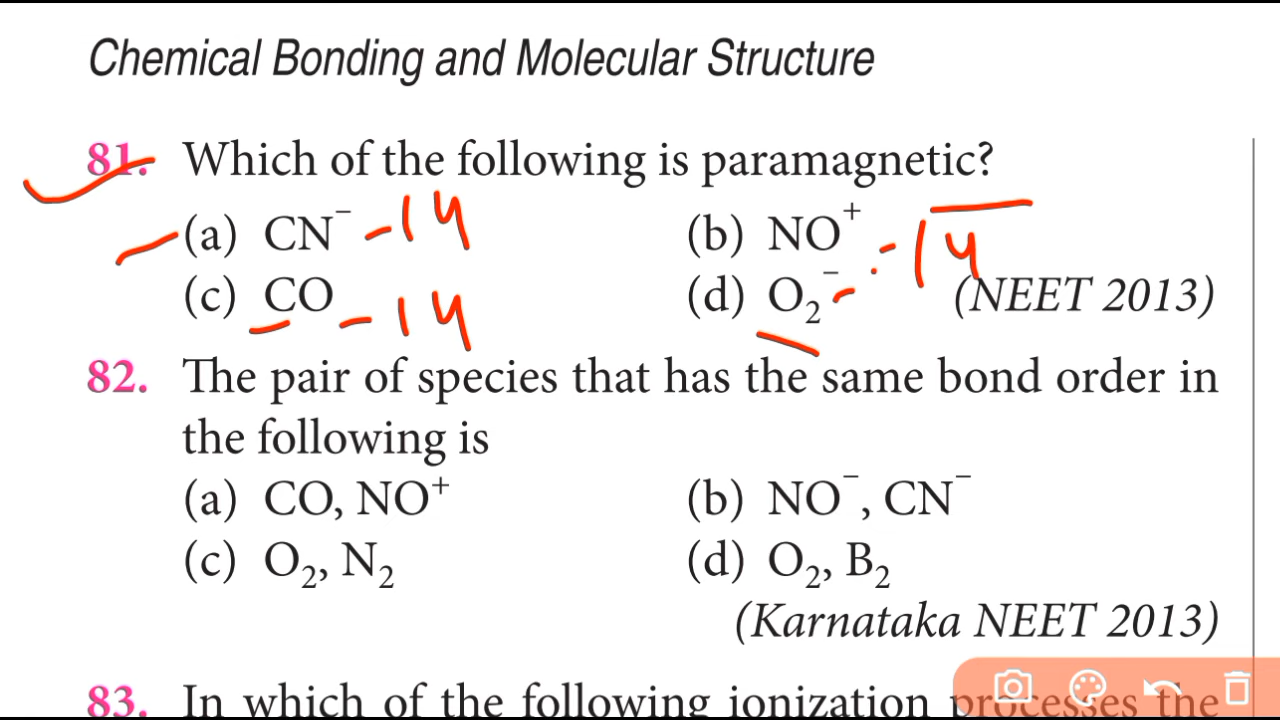 Chemical Bonding and Molecular Structure
81. Which of the following is paramagnetic?
(a) CN⁻ -14 (b) NO⁺ - 14
(c) CO - 14 (d) O₂⁻ - (NEET 2013)
82. The pair of species that has the same bond order in
the following is
(a) CO, NO⁺ (b) NO⁻, CN⁻
(c) O₂, N₂ (d) O₂, B₂
(Karnataka NEET 2013)
83. In which of the following ionization processes the